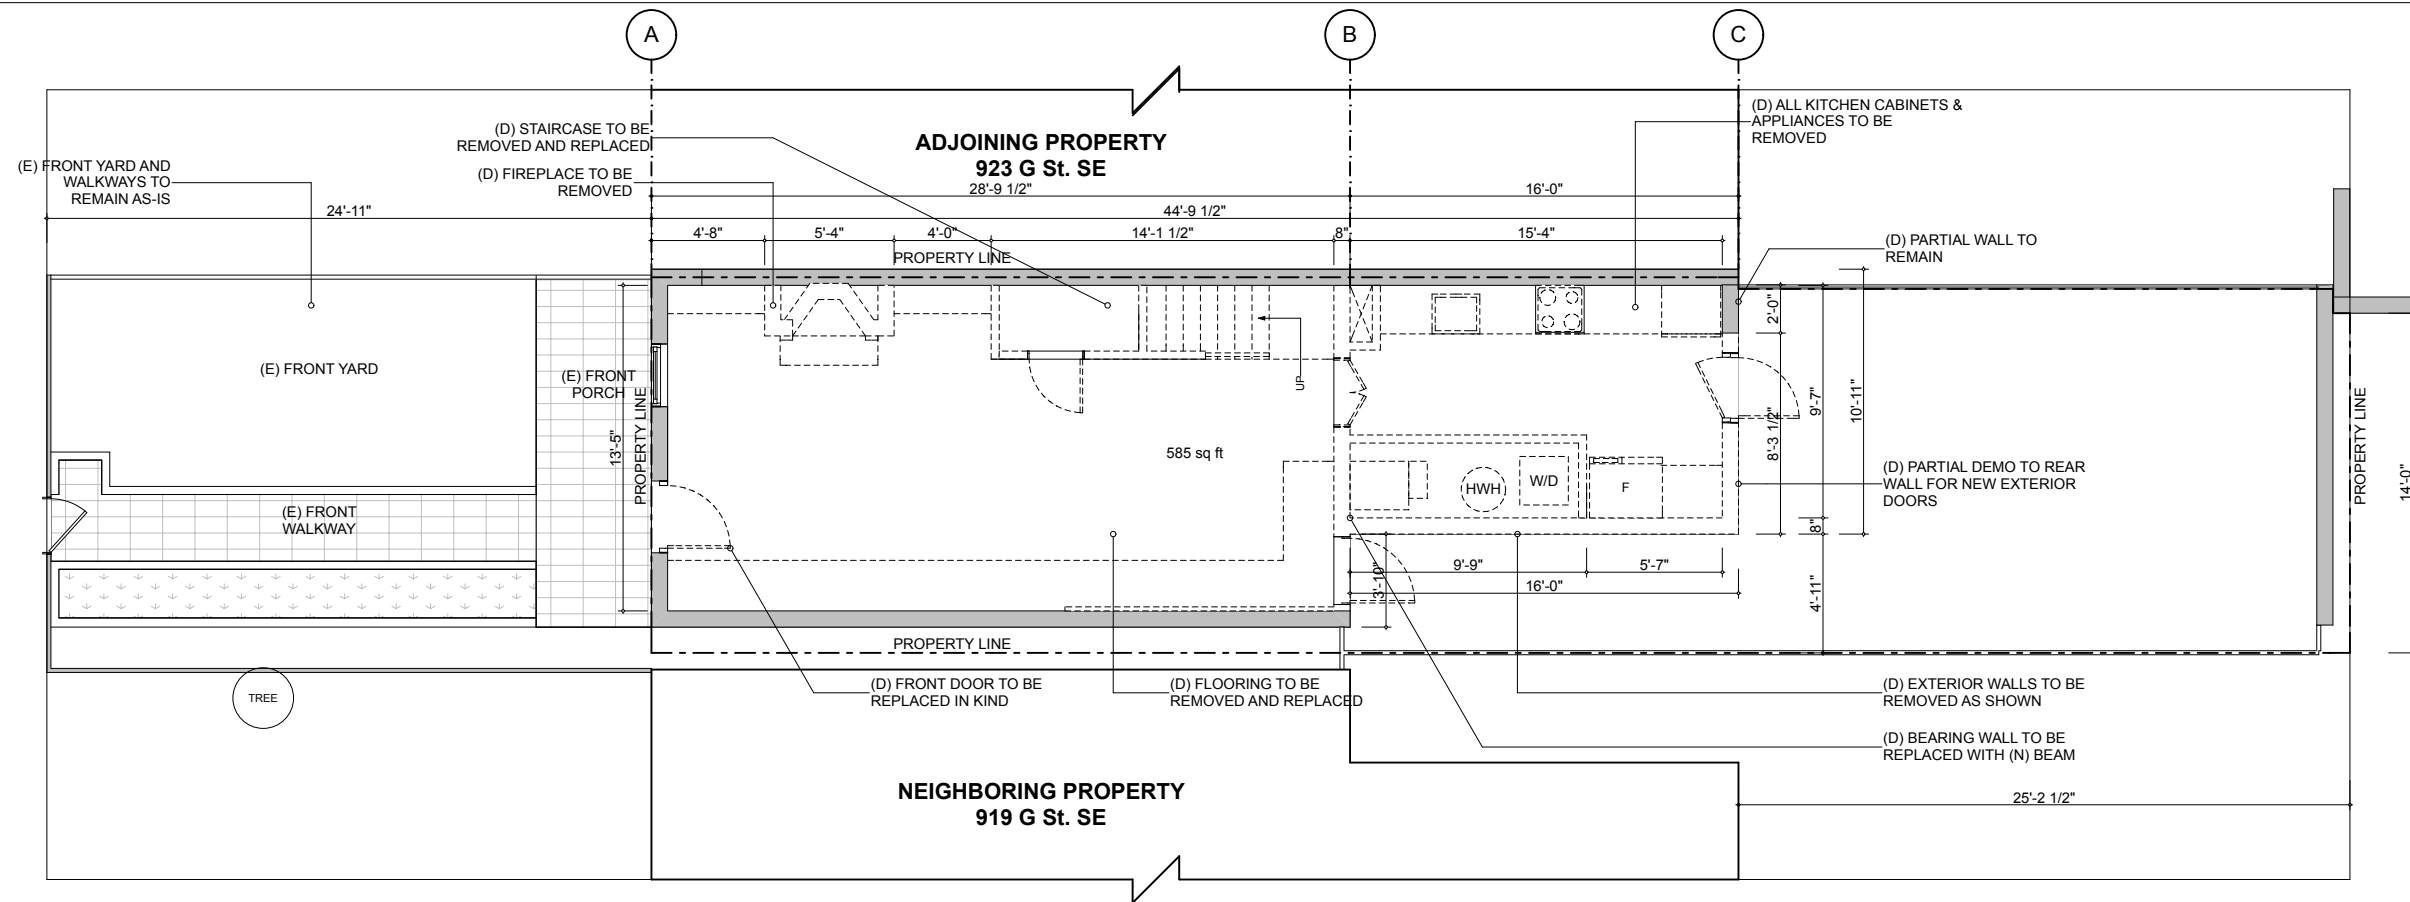 A
B
C
(D) STAIRCASE TO BE
REMOVED AND REPLACED
(E) FRONT YARD AND
WALKWAYS TO
REMAIN AS-IS
(D) FIREPLACE TO BE
REMOVED
ADJOINING PROPERTY
923 G St. SE
(D) ALL KITCHEN CABINETS &
APPLIANCES TO BE
REMOVED
28'-9 1/2"
16'-0"
24'-11"
44'-9 1/2"
4'-8"
5'-4"
4'-0"
14'-1 1/2"
8"
15'-4"
PROPERTY LINE
(D) PARTIAL WALL TO
REMAIN
2'-0"
(E) FRONT YARD
(E) FRONT
PORCH
PROPERTY LINE
13'-5"
UP
585 sq ft
8'-3 1/2"
9'-7"
10'-11"
PROPERTY LINE
14'-0"
HWH
W/D
F
(D) PARTIAL DEMO TO REAR
WALL FOR NEW EXTERIOR
DOORS
(E) FRONT
WALKWAY
8"
3'-10"
9'-9"
5'-7"
16'-0"
4'-11"
PROPERTY LINE
TREE
(D) FRONT DOOR TO BE
REPLACED IN KIND
(D) FLOORING TO BE
REMOVED AND REPLACED
(D) EXTERIOR WALLS TO BE
REMOVED AS SHOWN
(D) BEARING WALL TO BE
REPLACED WITH (N) BEAM
NEIGHBORING PROPERTY
919 G St. SE
25'-2 1/2"